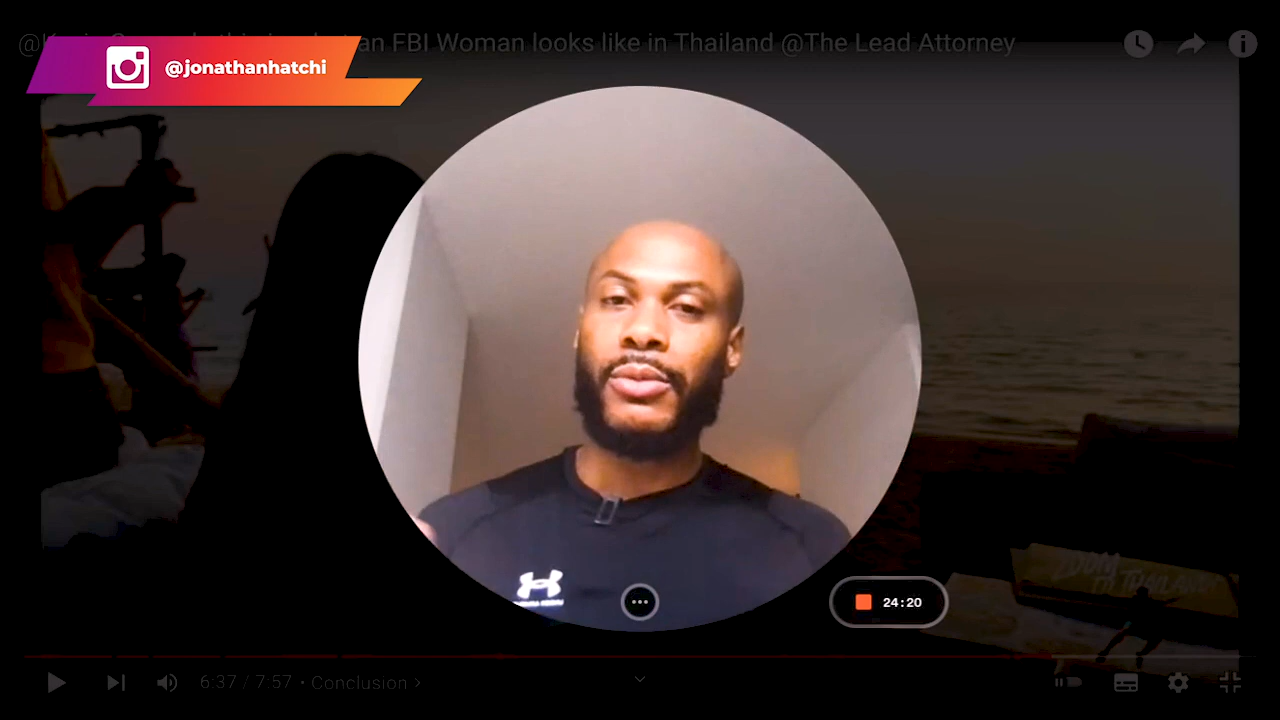 an FBI Woman looks like in Thailand @The Lead Attorney
@jonathanhatchi
24:20
6:37 / 7:57 • Conclusion ›